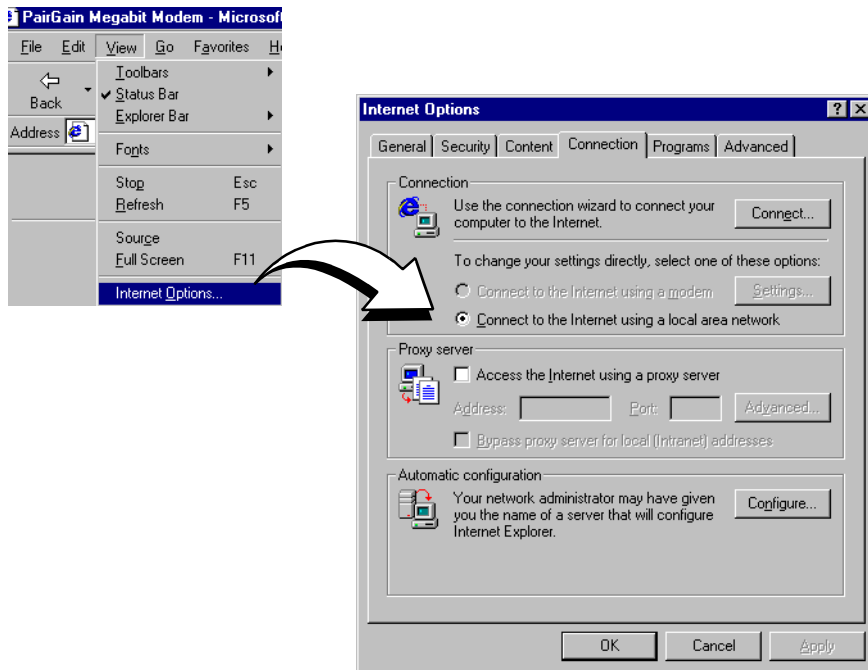 PairGain Megabit Modem - Microsof
File Edit View Go Favorites H
Back
Address
Toolbars
Status Bar
Explorer Bar
Fonts
Stop Esc
Refresh F5
Source
Full Screen F11
Internet Options...
Internet Options
General Security Content Connection Programs Advanced
Connection
Use the connection wizard to connect your
computer to the Internet.
Connect...
To change your settings directly, select one of these options:
Connect to the Internet using a modem Settings...
Connect to the Internet using a local area network
Proxy server
Access the Internet using a proxy server
Address: Port: Advanced...
Bypass proxy server for local (Intranet) addresses
Automatic configuration
Your network administrator may have given
you the name of a server that will configure
Internet Explorer.
Configure...
OK Cancel Apply